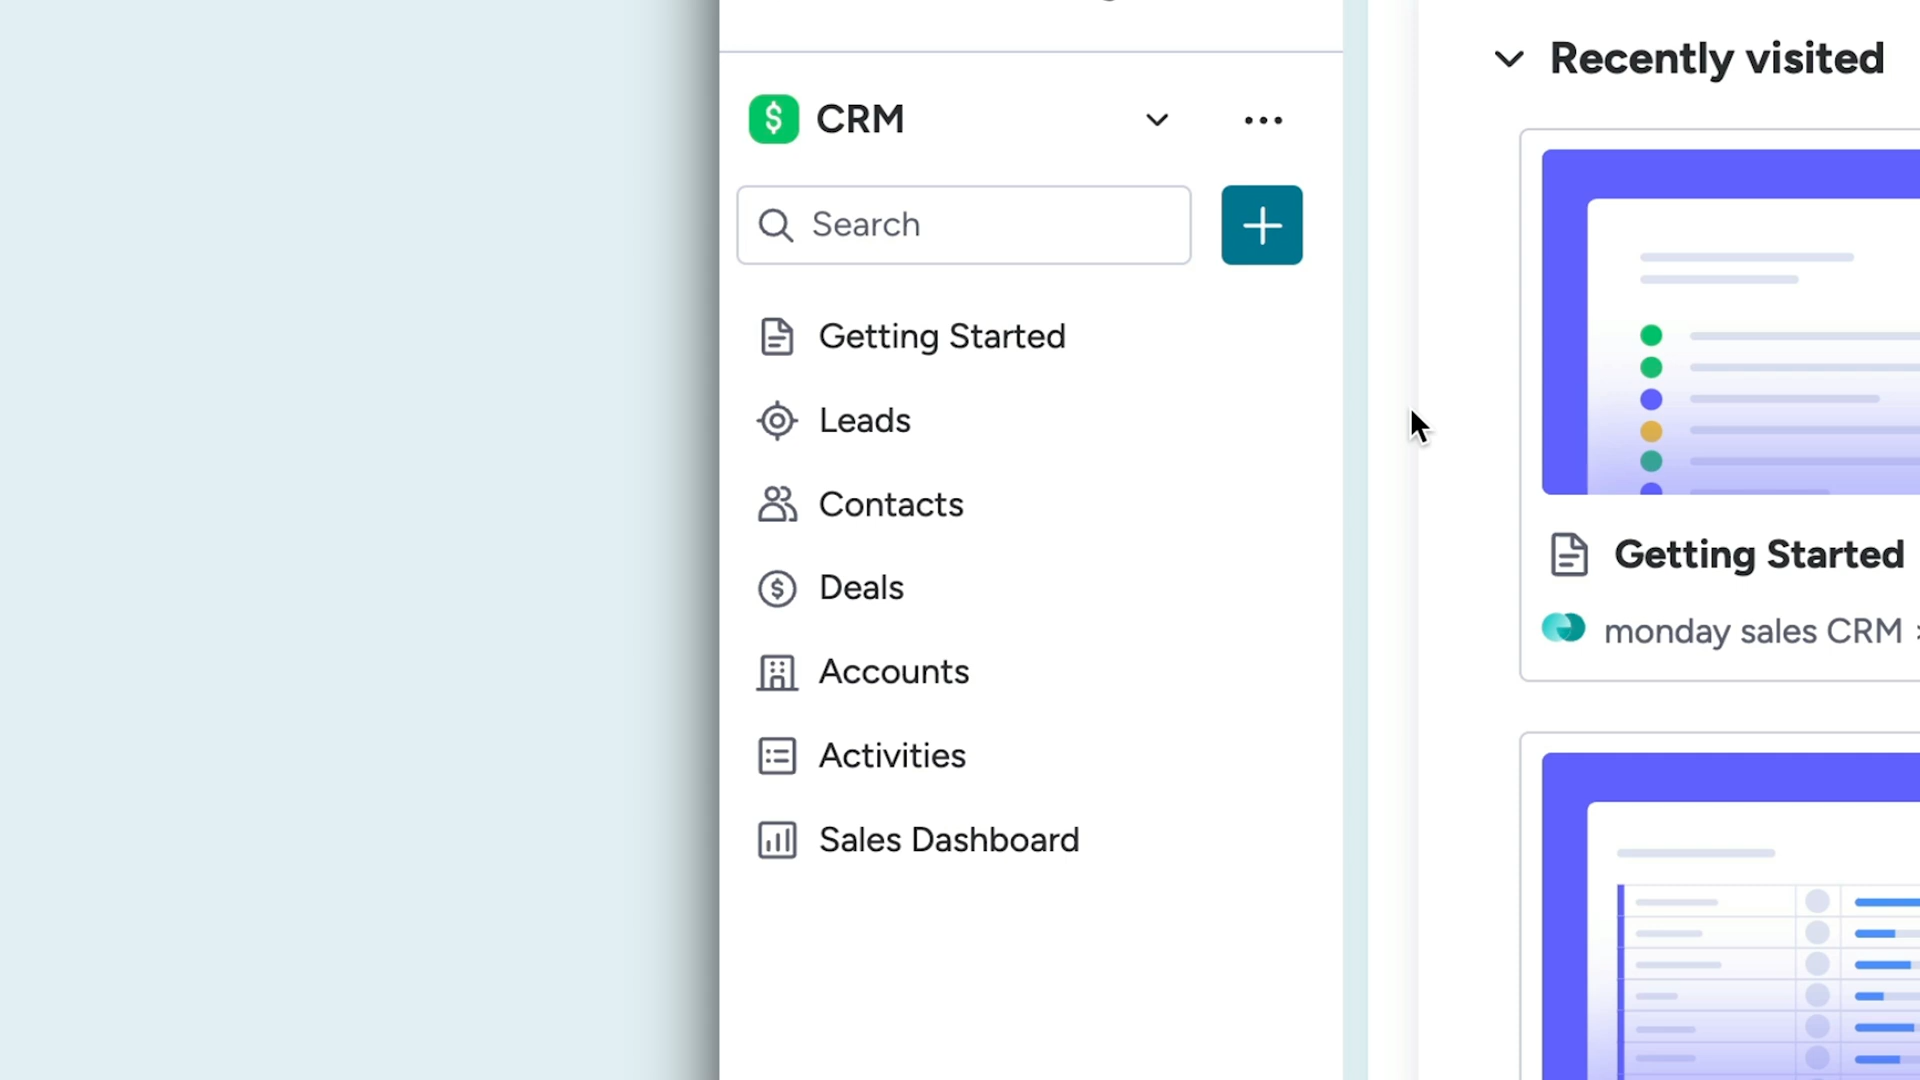 CRM
Search
Getting Started
Leads
Contacts
Deals
Accounts
Activities
Sales Dashboard
Recently visited
Getting Started
monday sales CRM >